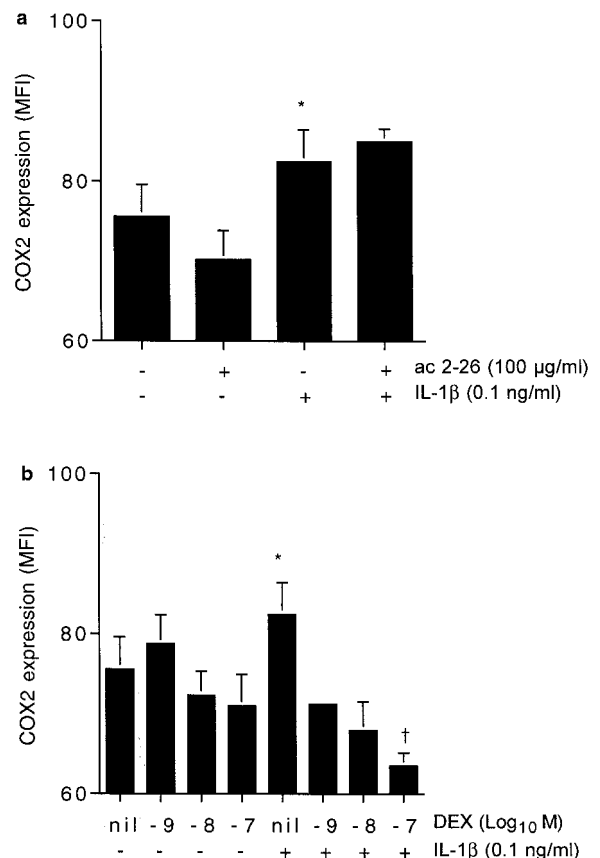 a
100
80
60
COX2 expression (MFI)
*
- + - + ac 2-26 (100 µg/ml)
- - + + IL-1β (0.1 ng/ml)
b
100
80
60
COX2 expression (MFI)
*
†
nil -9 -8 -7 nil -9 -8 -7 DEX (Log10 M)
- - - - + + + + IL-1β (0.1 ng/ml)